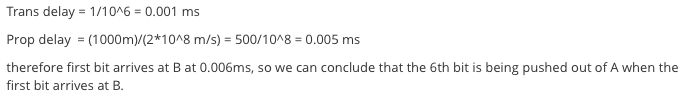 Trans delay = 1/10^6 = 0.001 ms
Prop delay  = (1000m)/(2*10^8 m/s) = 500/10^8 = 0.005 ms
therefore first bit arrives at B at 0.006ms, so we can conclude that the 6th bit is being pushed out of A when the
first bit arrives at B.